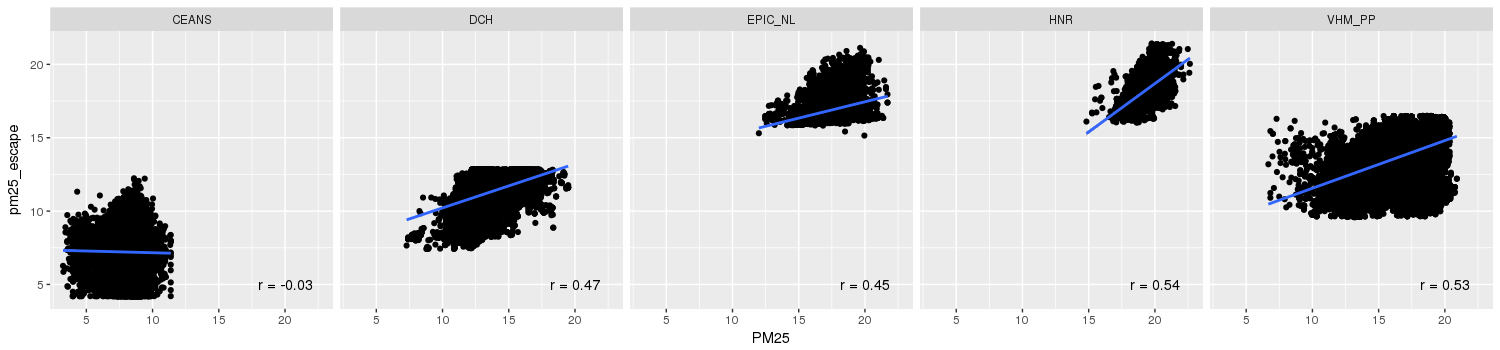 CEANS DCH EPIC_NL HNR VHM_PP
pm25_escape
20
15
10
5
r = -0.03 r = 0.47 r = 0.45 r = 0.54 r = 0.53
5 10 15 20 5 10 15 20 5 10 15 20 5 10 15 20 5 10 15 20
PM25